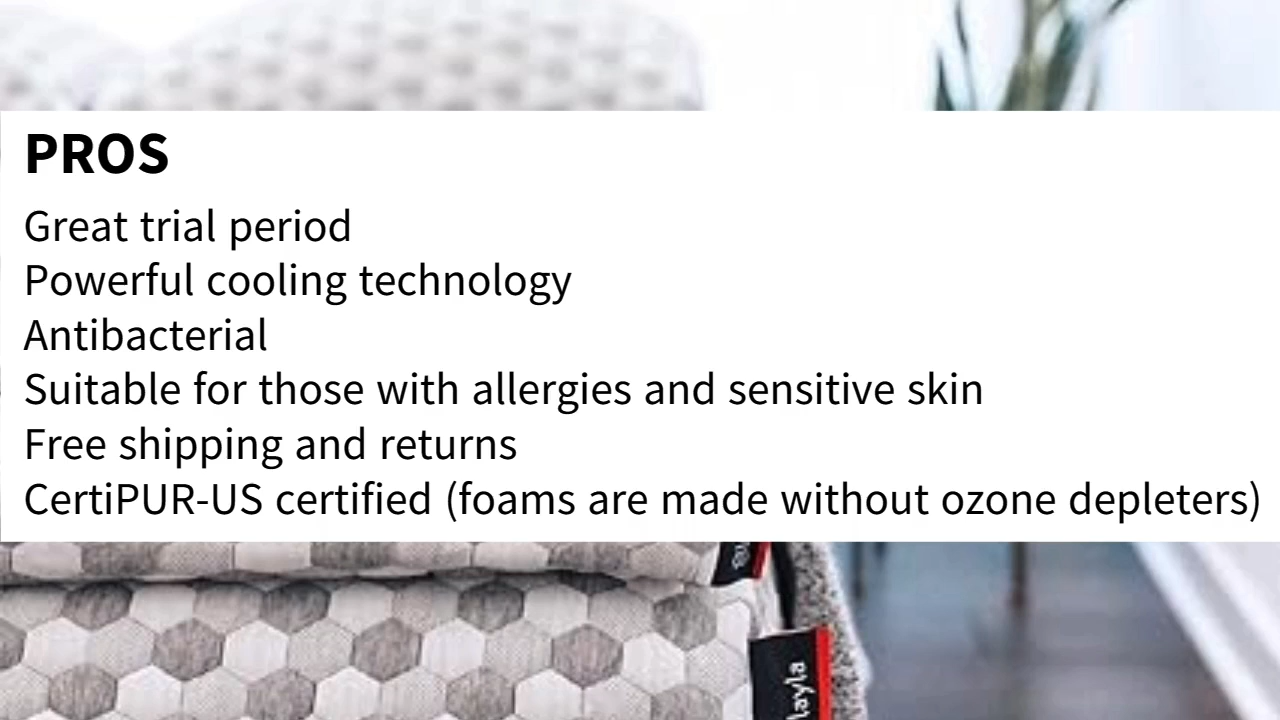 PROS
Great trial period
Powerful cooling technology
Antibacterial
Suitable for those with allergies and sensitive skin
Free shipping and returns
CertiPUR-US certified (foams are made without ozone depleters)
layla